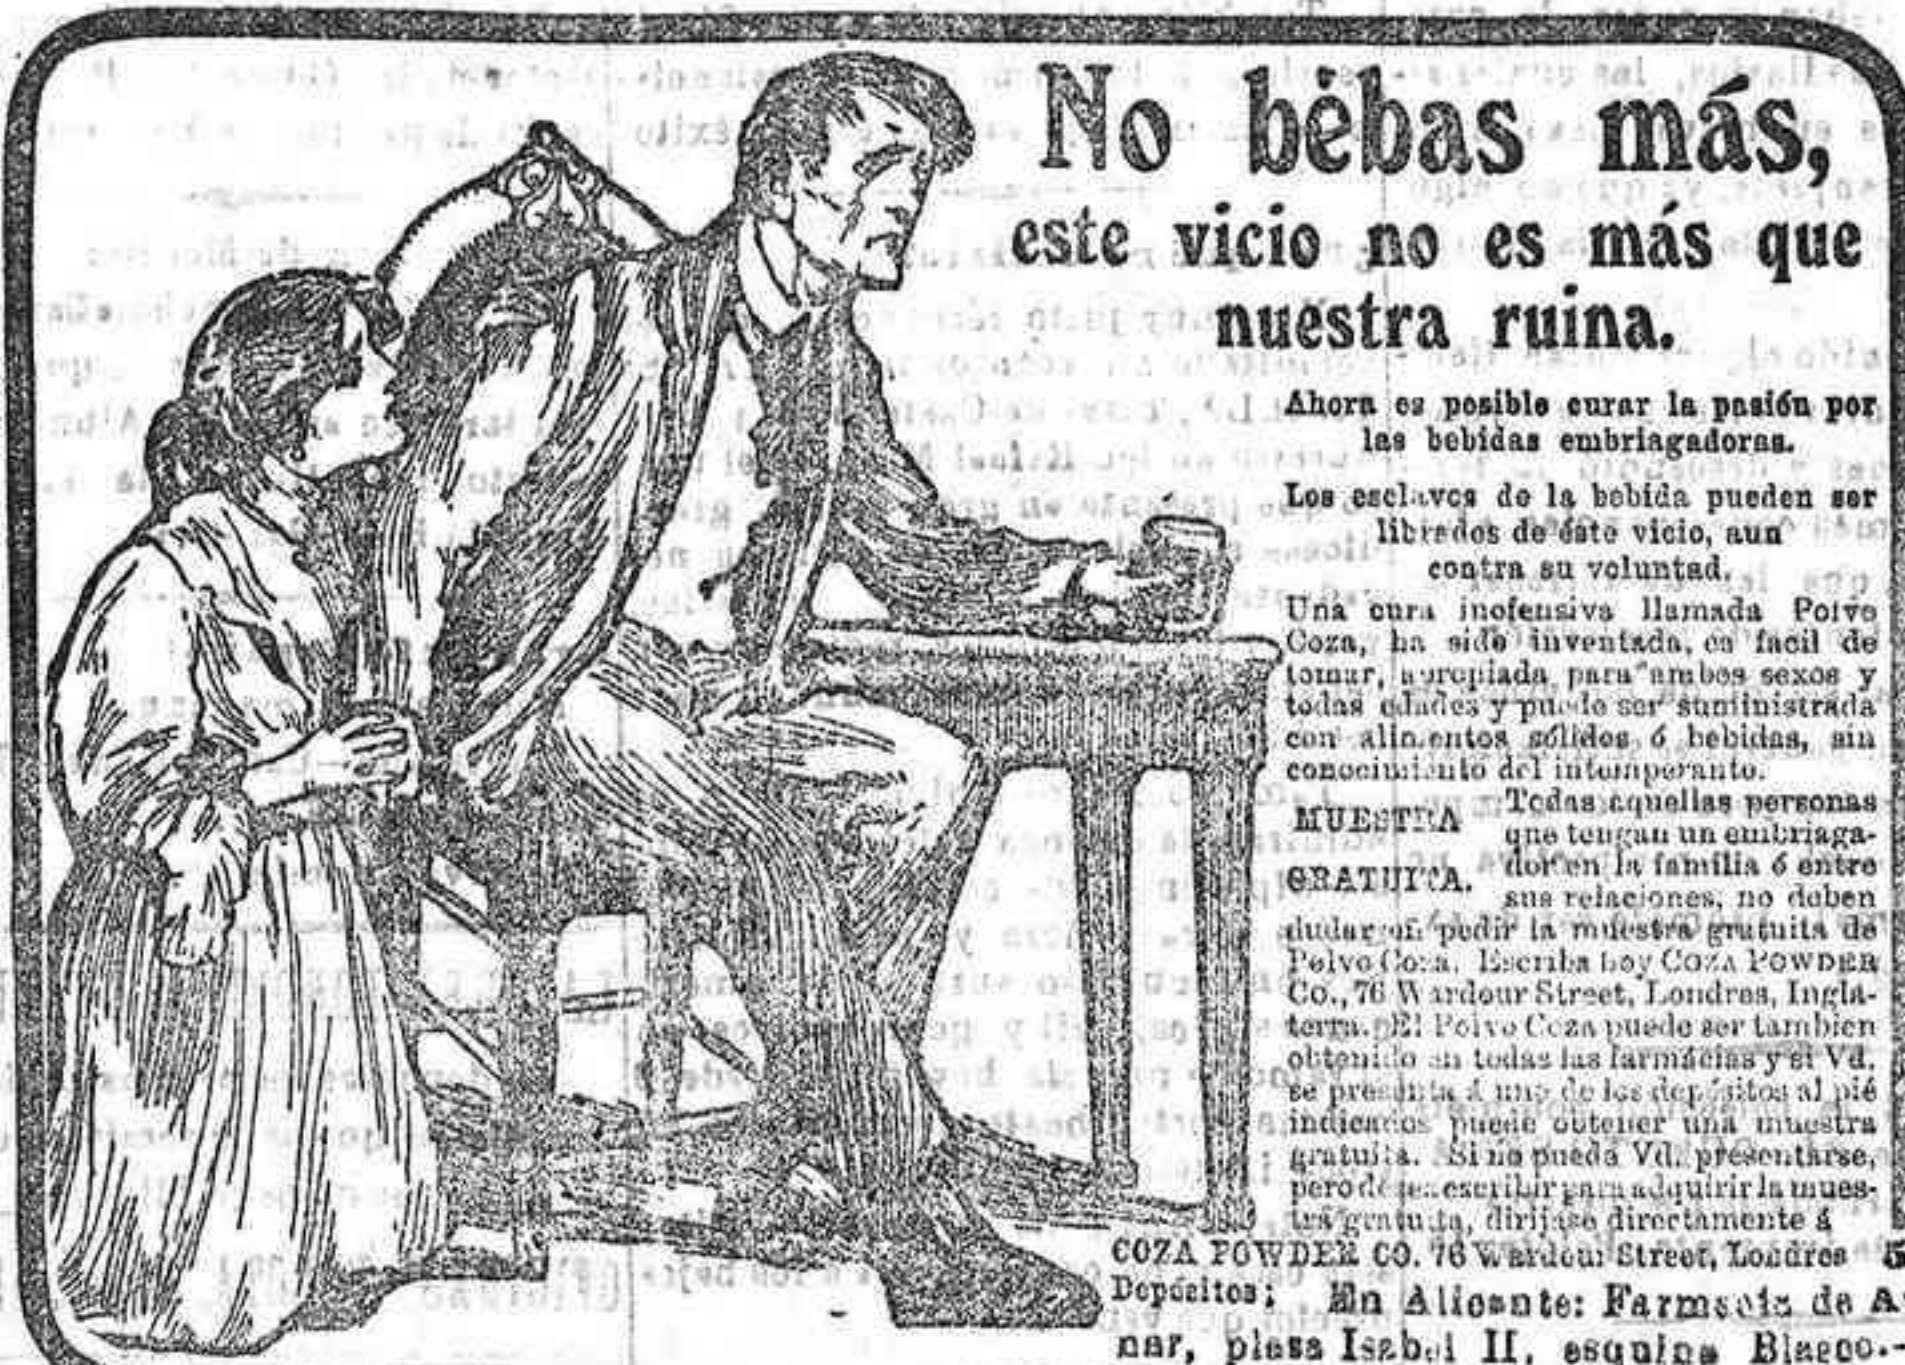 No bébas más,
este vicio no es más que
nuestra ruina.
Ahora es posible curar la pasión por
las bebidas embriagadoras.
Los esclavos de la bebida pueden ser
librados de éste vicio, aun
contra su voluntad.
Una cura inofensiva llamada Polvo
Coza, ha sido inventada, es facil de
tomar, apropiada para ambos sexos y
todas edades y puede ser suministrada
con alimentos sólidos ó bebidas, sin
conocimiento del intemperante.
MUESTRA
GRATUITA.
Todas aquellas personas
que tengan un embriaga-
dor en la familia ó entre
sus relaciones, no deben
dudar en pedir la muestra gratuita de
Polvo Coza. Escriba hoy COZA POWDER
Co., 76 Wardour Street, Londres, Ingla-
terra. El Polvo Coza puede ser tambien
obtenido en todas las farmácias y si Vd.
se presenta á uno de los depósitos al pié
indicados puede obtener una muestra
gratuita. Si no puede Vd. presentarse,
pero desea escribir para adquirir la mues-
tra gratuita, dirijase directamente á
COZA POWDER CO. 76 Wardour Street, Londres
Depósitos: En Alicante: Farmacia de
nar, plasa Isabel II, esquina Blasco.-